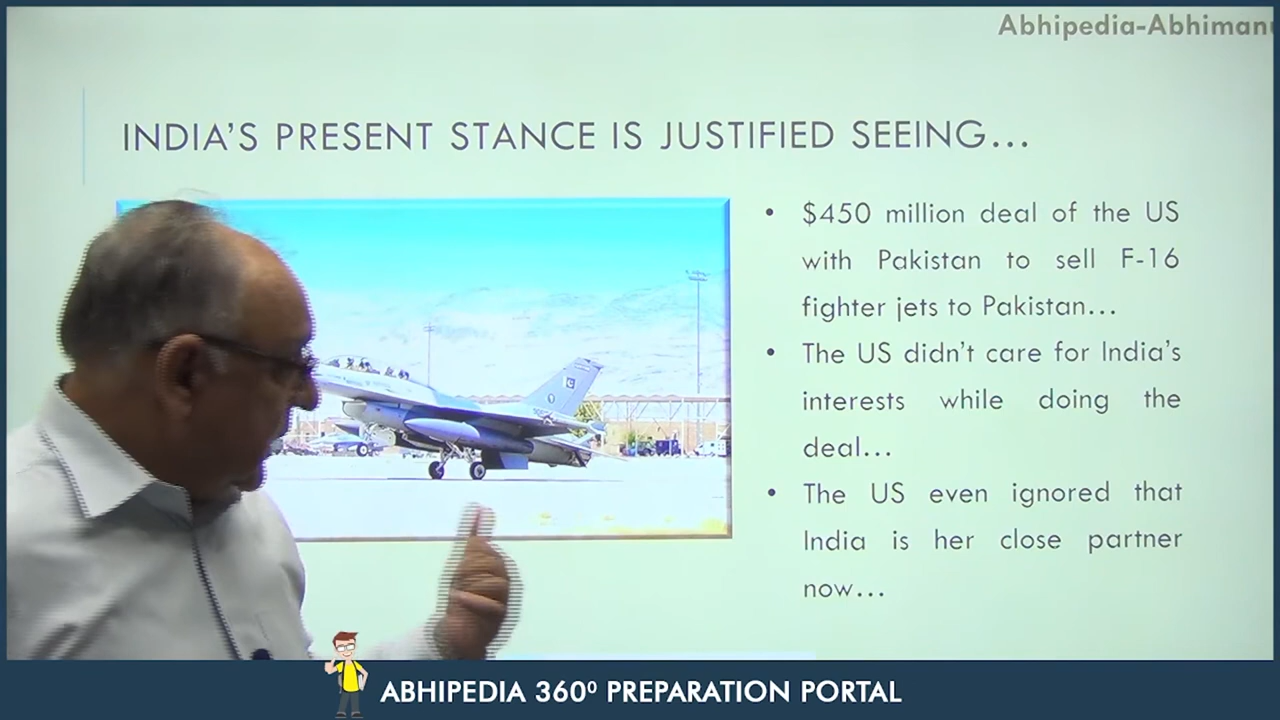 Abhipedia-Abhiman
INDIA'S PRESENT STANCE IS JUSTIFIED SEEING...
• $450 million deal of the US
with Pakistan to sell F-16
fighter jets to Pakistan...
• The US didn't care for India's
interests while doing the
deal...
• The US even ignored that
India is her close partner
now...
ABHIPEDIA 360⁰ PREPARATION PORTAL